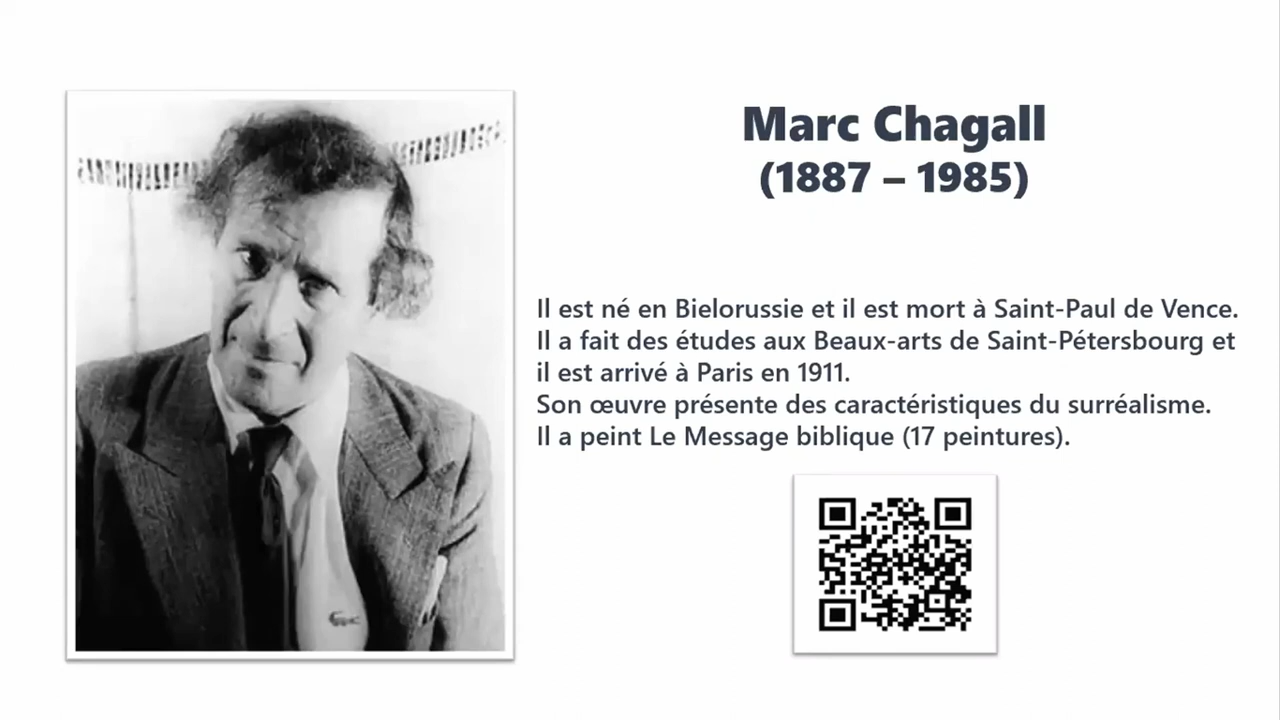 Marc Chagall
(1887 – 1985)
Il est né en Bielorussie et il est mort à Saint-Paul de Vence.
Il a fait des études aux Beaux-arts de Saint-Pétersbourg et
il est arrivé à Paris en 1911.
Son œuvre présente des caractéristiques du surréalisme.
Il a peint Le Message biblique (17 peintures).